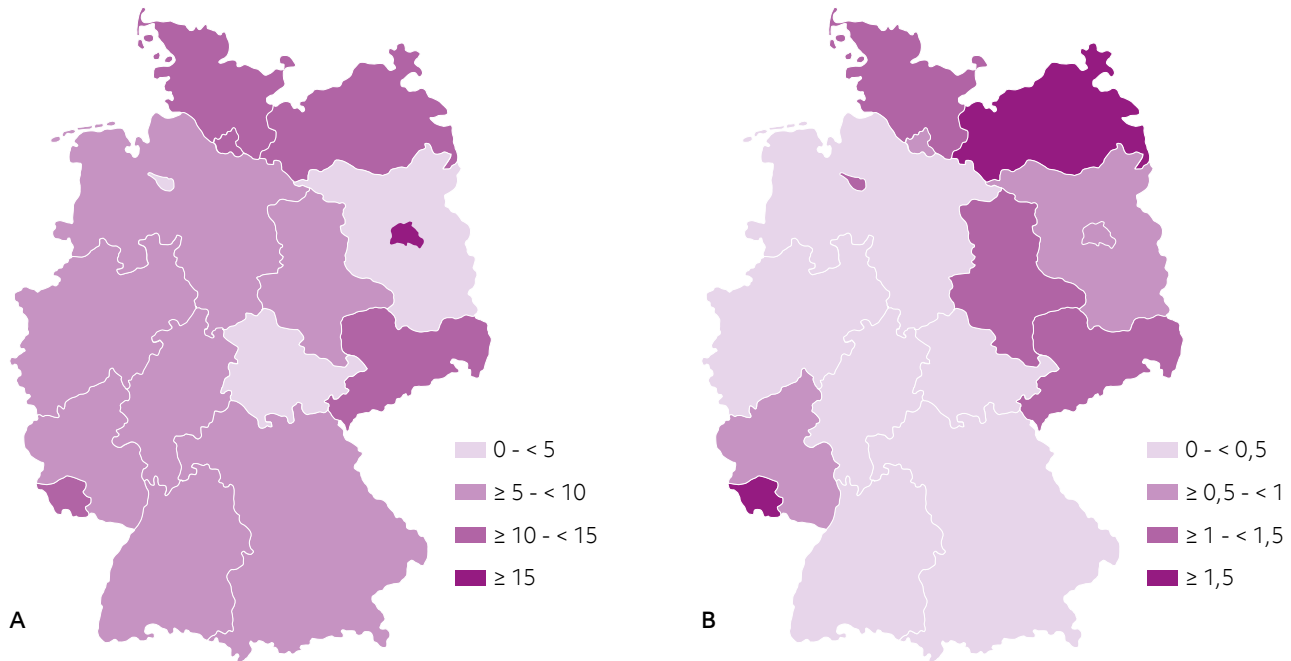 0 - < 5
≥ 5 - < 10
≥ 10 - < 15
≥ 15
A
0 - < 0,5
≥ 0,5 - < 1
≥ 1 - < 1,5
≥ 1,5
B